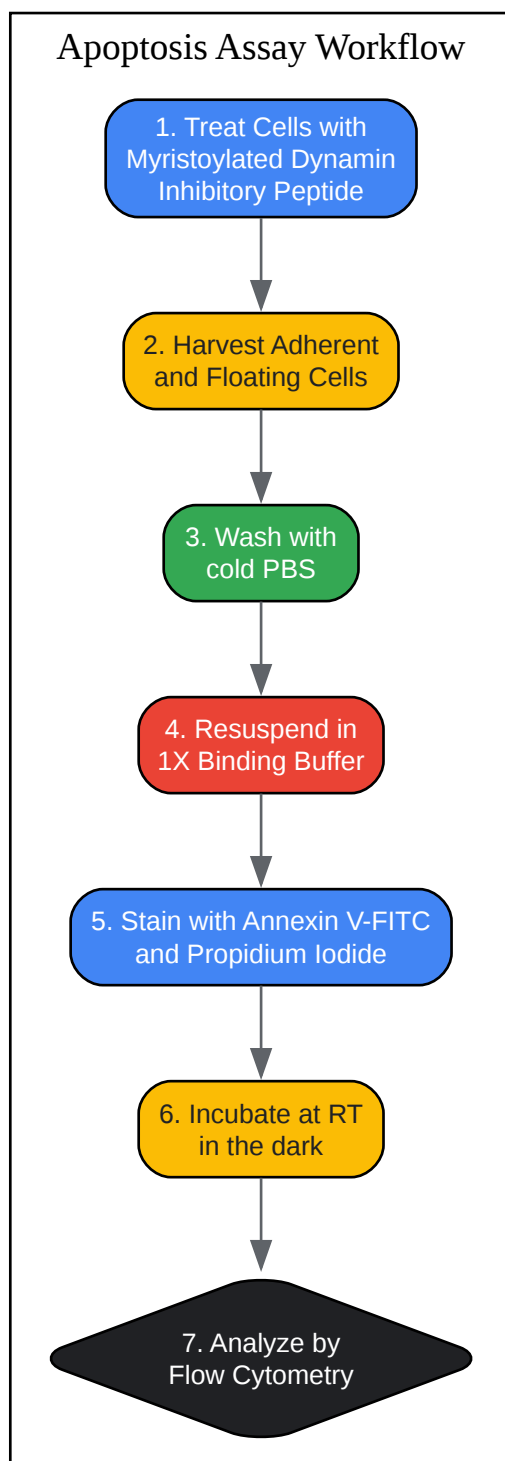 Apoptosis Assay Workflow
1. Treat Cells with
Myristoylated Dynamin
Inhibitory Peptide
2. Harvest Adherent
and Floating Cells
3. Wash with
cold PBS
4. Resuspend in
1X Binding Buffer
5. Stain with Annexin V-FITC
and Propidium Iodide
6. Incubate at RT
in the dark
7. Analyze by
Flow Cytometry